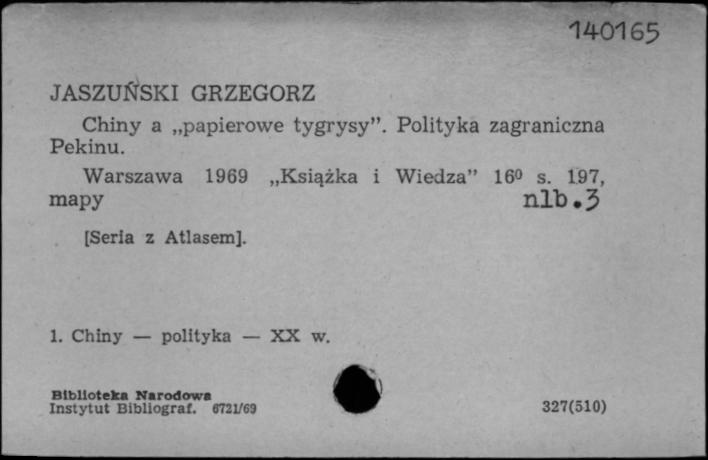 140165
JASZUŃSKI GRZEGORZ
Chiny a „papierowe tygrysy”. Polityka zagraniczna
Pekinu.
Warszawa 1969 „Książka i Wiedza” 16⁰ s. 197,
mapy nlb.3
[Seria z Atlasem].
1. Chiny — polityka — XX w.
Biblioteka Narodowa
Instytut Bibliograf. 6721/69 327(510)